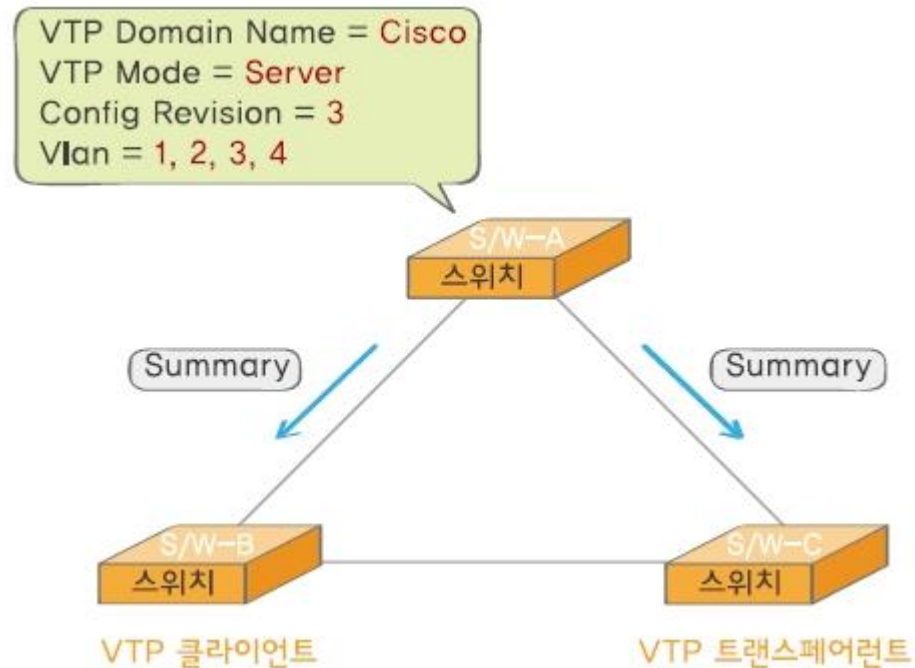 VTP Domain Name = Cisco
VTP Mode = Server
Config Revision = 3
Vlan = 1, 2, 3, 4
S/W-A
스위치
Summary
Summary
S/W-B
스위치
S/W-C
스위치
VTP 클라이언트
VTP 트랜스페어런트